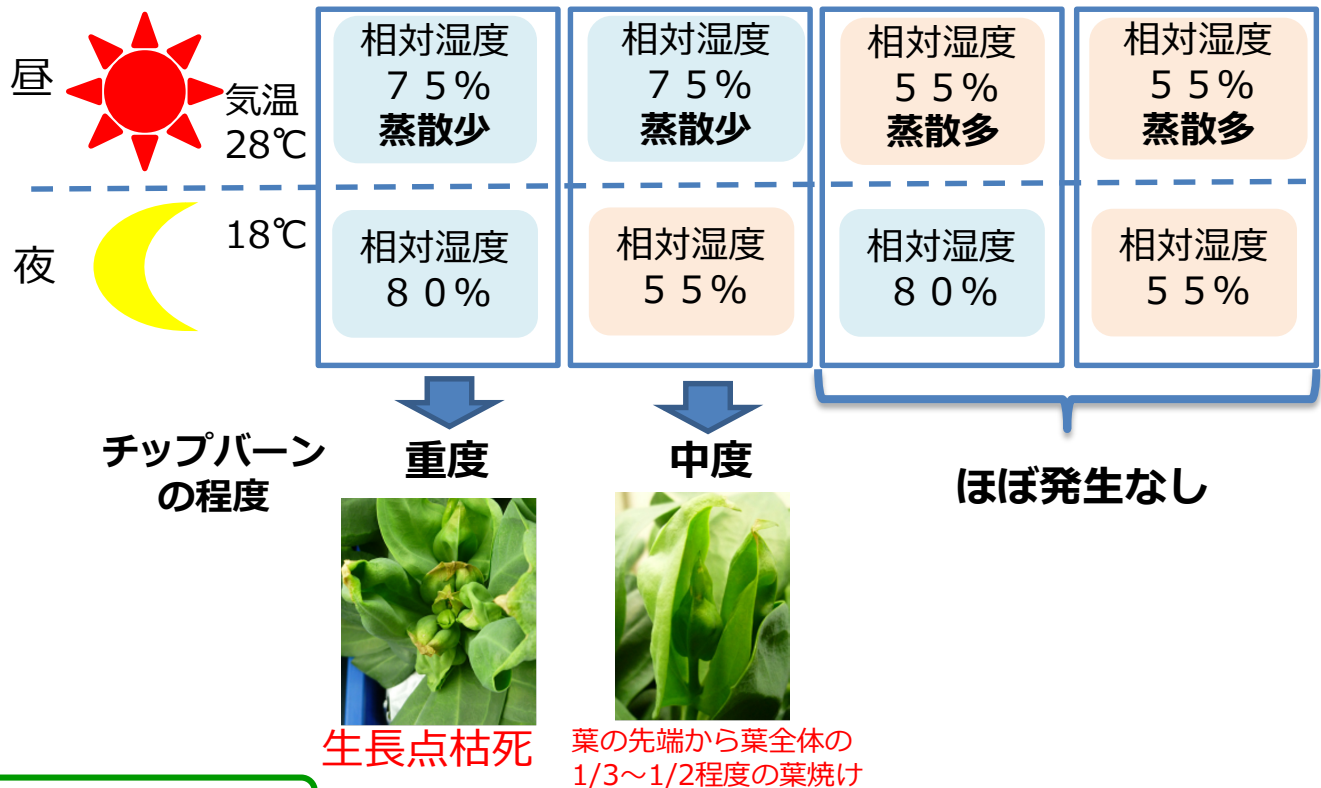 昼
気温
28℃
相対湿度
７５%
蒸散少
相対湿度
７５%
蒸散少
相対湿度
５５%
蒸散多
相対湿度
５５%
蒸散多
夜
18℃
相対湿度
８０%
相対湿度
５５%
相対湿度
８０%
相対湿度
５５%
チップバーン
の程度
重度
中度
ほぼ発生なし
生長点枯死
葉の先端から葉全体の
1/3～1/2程度の葉焼け